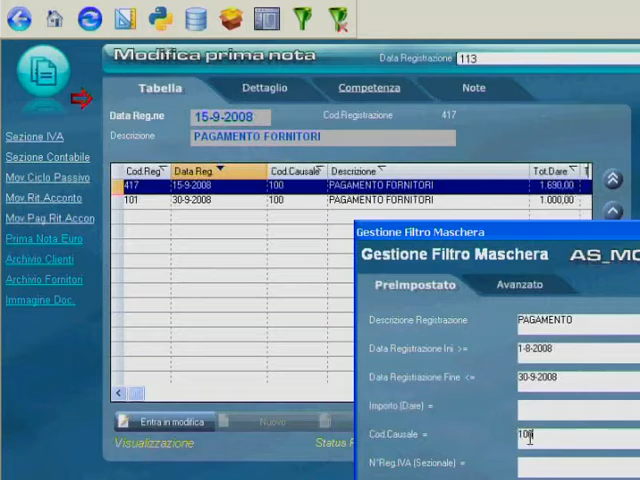 Modifica prima nota
Data Registrazione 113
Tabella Dettaglio Competenza Note
Data Reg.ne 15-9-2008 Cod.Registrazione 417
Descrizione PAGAMENTO FORNITORI
Sezione IVA
Sezione Contabile
Mov.Ciclo Passivo
Mov.Rit.Acconto
Mov.Pag.Rit.Accon
Prima Nota Euro
Archivio Clienti
Archivio Fornitori
Immagine Doc.
Cod.Reg Data Reg. Cod.Causale Descrizione Tot.Dare T
417 15-9-2008 100 PAGAMENTO FORNITORI 1.690,00
101 30-9-2008 100 PAGAMENTO FORNITORI 1.000,00
Entra in modifica Nuovo
Visualizzazione Status R
Gestione Filtro Maschera
Gestione Filtro Maschera AS_MO
PreImpostato Avanzato
Descrizione Registrazione PAGAMENTO
Data Registrazione Ini >= 1-8-2008
Data Registrazione Fine <= 30-9-2008
Importo.(Dare) =
Cod.Causale = 100
N°Reg.IVA (Sezionale) =